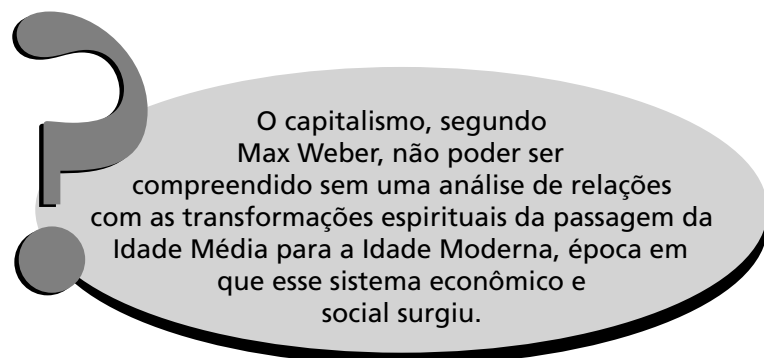 O capitalismo, segundo
Max Weber, não poder ser
compreendido sem uma análise de relações
com as transformações espirituais da passagem da
Idade Média para a Idade Moderna, época em
que esse sistema econômico e
social surgiu.